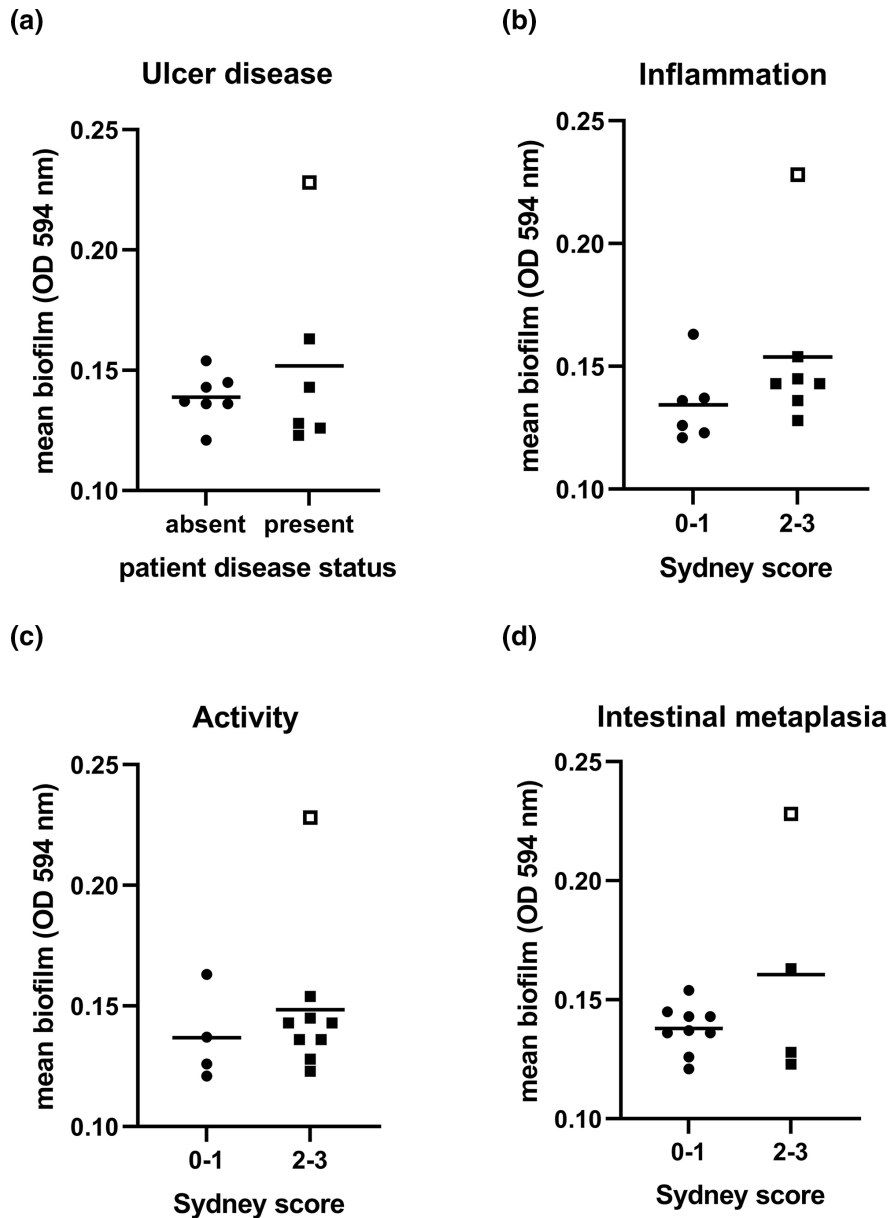 (a)
Ulcer disease
mean biofilm (OD 594 nm)
0.25
0.20
0.15
0.10
absent present
patient disease status
(b)
Inflammation
mean biofilm (OD 594 nm)
0.25
0.20
0.15
0.10
0-1 2-3
Sydney score
(c)
Activity
mean biofilm (OD 594 nm)
0.25
0.20
0.15
0.10
0-1 2-3
Sydney score
(d)
Intestinal metaplasia
mean biofilm (OD 594 nm)
0.25
0.20
0.15
0.10
0-1 2-3
Sydney score